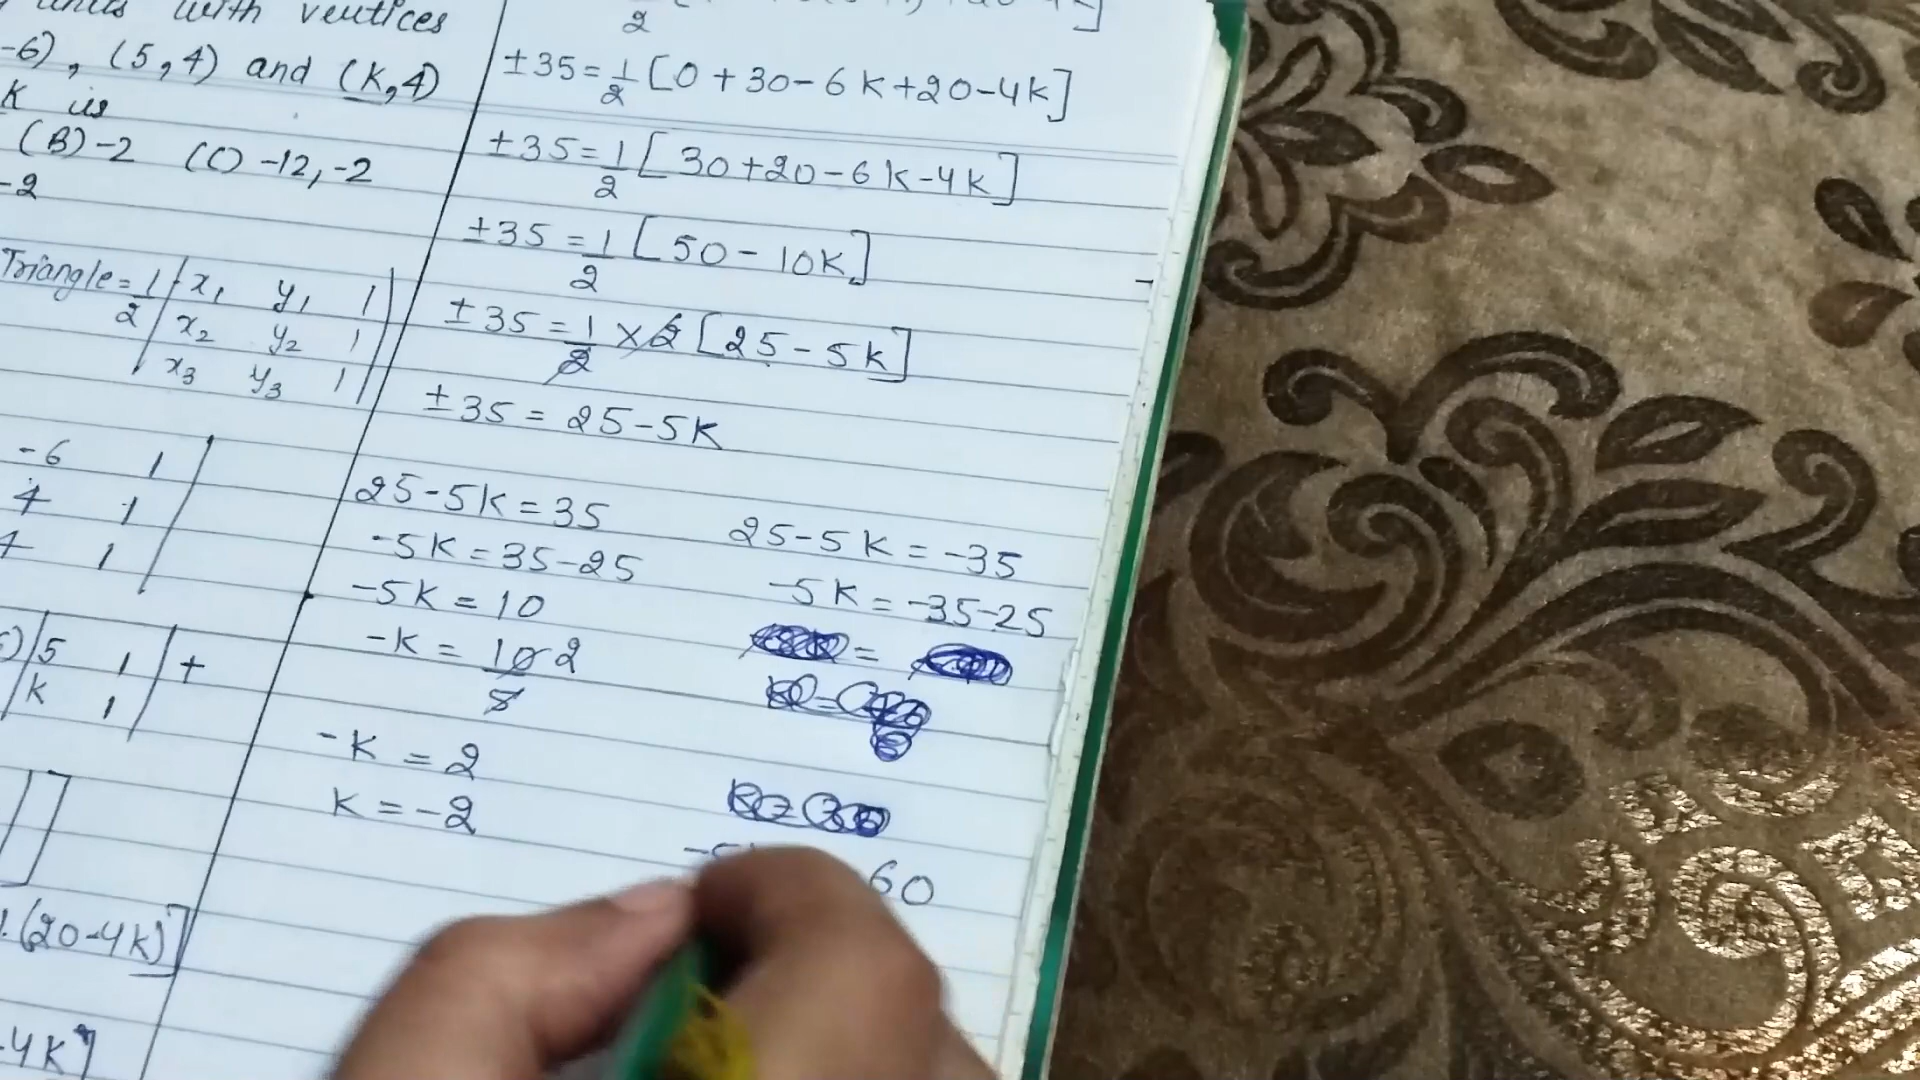 units with vertices
-6), (5,4) and (K,4)
K is
(B)-2 (C) -12,-2
-2
Triangle = 1/2 | x₁ y₁ 1 |
x₂ y₂ 1
x₃ y₃ 1
-6 1
4 1
4 1
5 1 | +
K 1
(20-4K)]
4K]
2
±35 = 1/2 [0+30-6K+20-4K]
±35 = 1/2 [30+20-6K-4K]
±35 = 1/2 [50-10K]
±35 = 1/2 × 2 [25-5K]
±35 = 25-5K
25-5K = 35
-5K = 35-25
-5K = 10
-K = 10 2
5
-K = 2
K = -2
25-5K = -35
-5K = -35-25
=
60